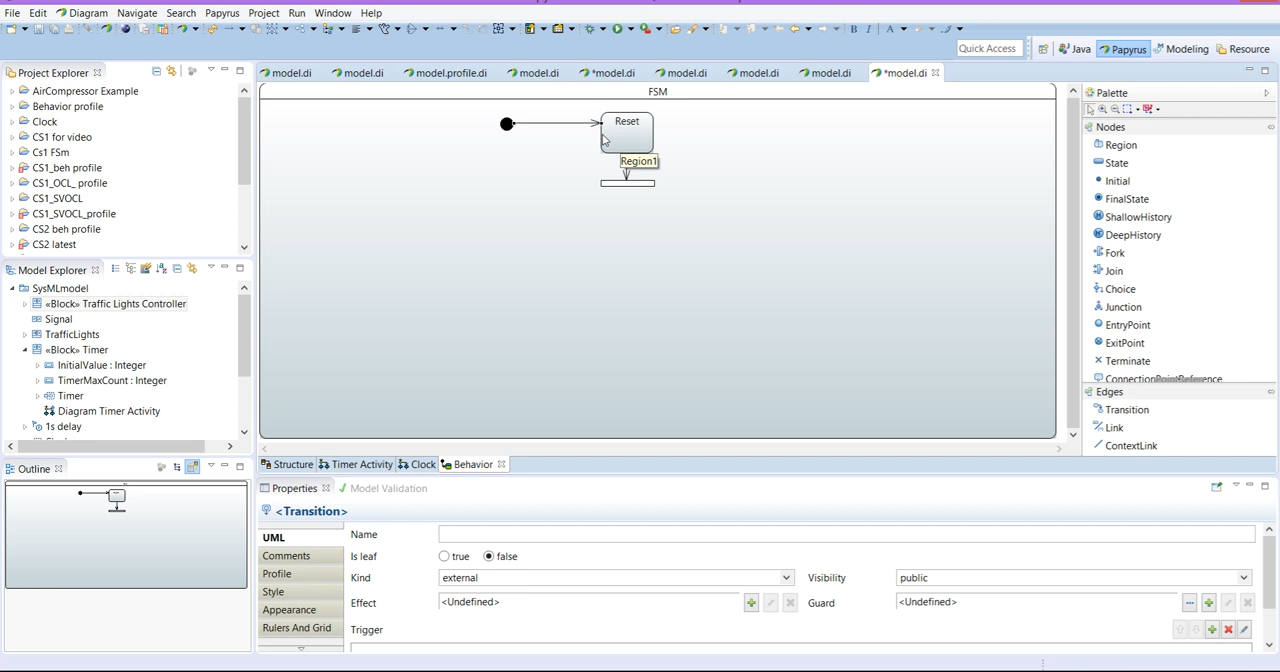 File Edit Diagram Navigate Search Papyrus Project Run Window Help
Quick Access Java Papyrus Modeling Resource
Project Explorer
AirCompressor Example
Behavior profile
Clock
CS1 for video
Cs1 FSm
CS1_beh profile
CS1_OCL_ profile
CS1_SVOCL
CS1_SVOCL_profile
CS2 beh profile
CS2 latest
Model Explorer
SysMLmodel
«Block» Traffic Lights Controller
Signal
TrafficLights
«Block» Timer
InitialValue : Integer
TimerMaxCount : Integer
Timer
Diagram Timer Activity
1s delay
Outline
model.di model.di model.profile.di model.di *model.di model.di model.di model.di *model.di
FSM
Reset
Region1
Structure Timer Activity Clock Behavior
Palette
Nodes
Region
State
Initial
FinalState
ShallowHistory
DeepHistory
Fork
Join
Choice
Junction
EntryPoint
ExitPoint
Terminate
ConnectionPointReference
Edges
Transition
Link
ContextLink
Properties Model Validation
<Transition>
UML
Comments
Profile
Style
Appearance
Rulers And Grid
Name
Is leaf true false
Kind external Visibility public
Effect <Undefined> Guard <Undefined>
Trigger